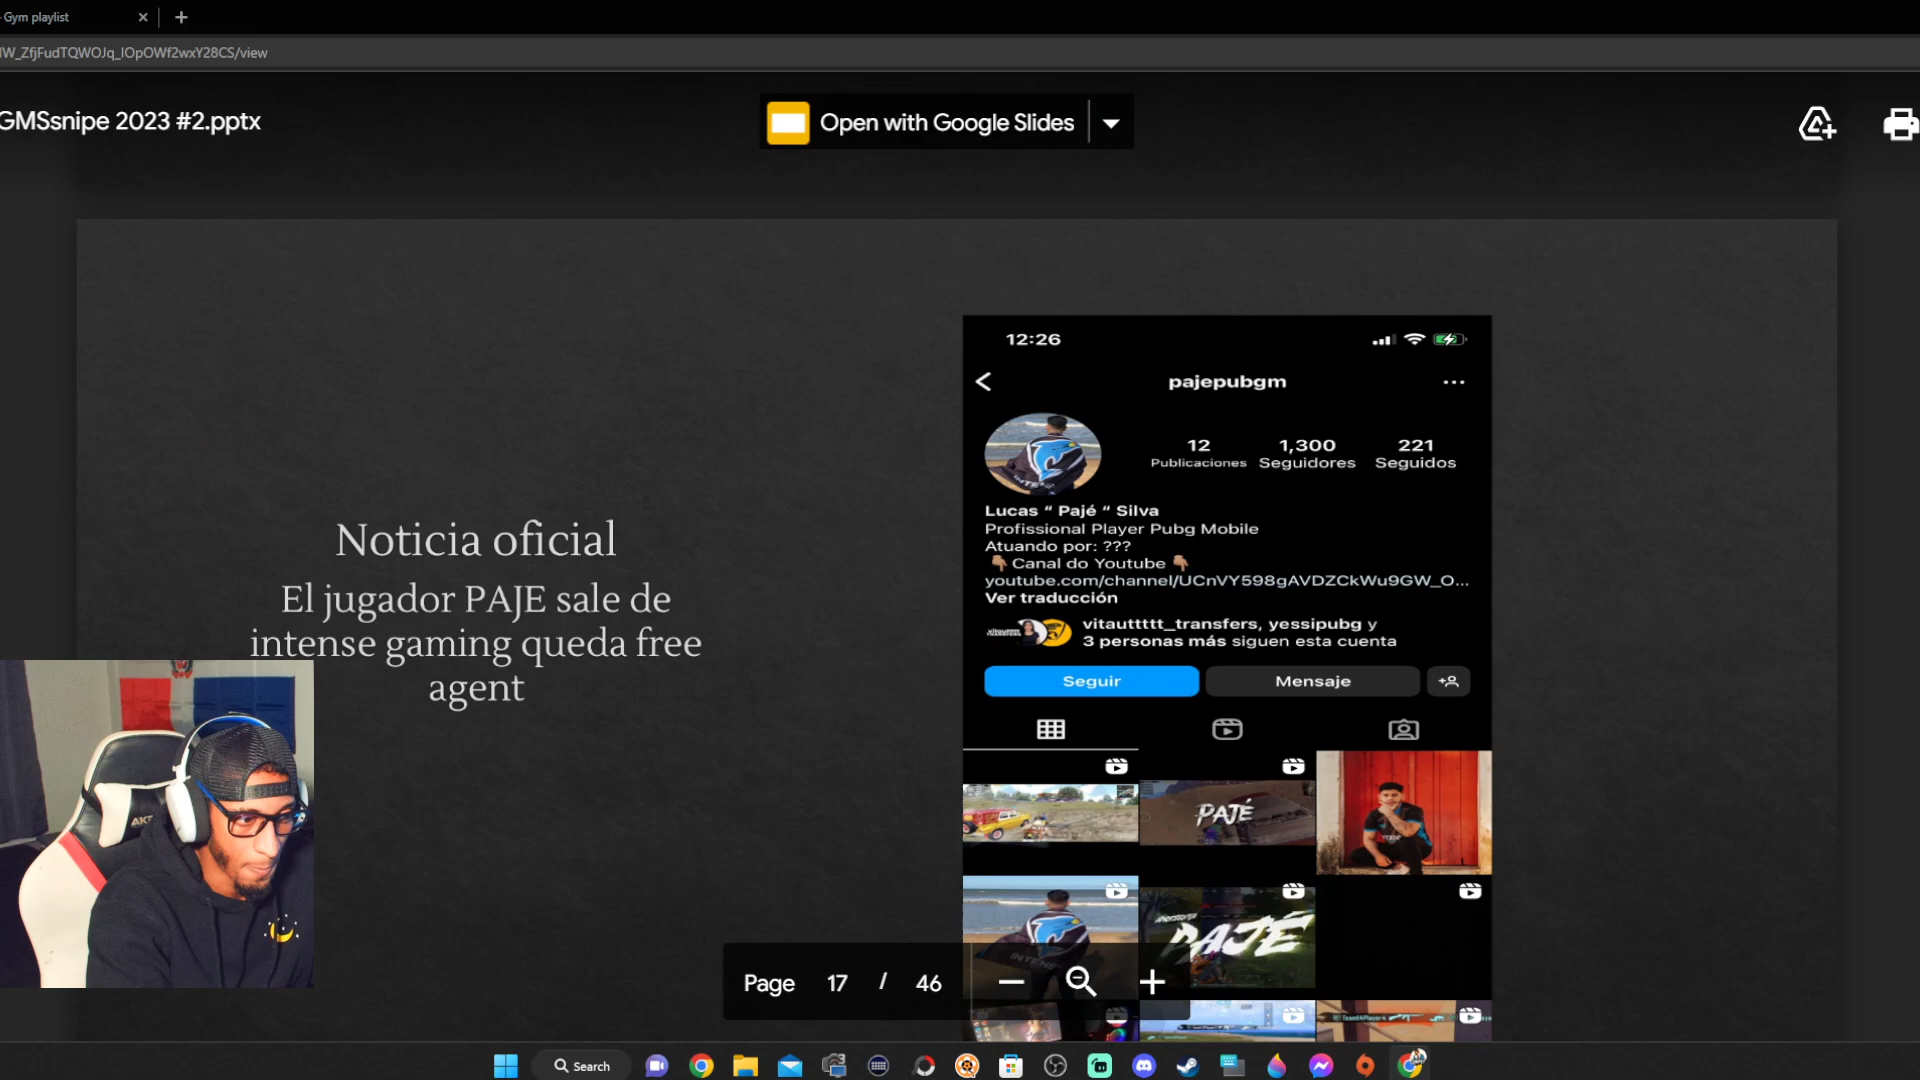 Gym playlist
IW_ZfjFudTQWOJq_lOpOWf2wxY28CS/view
GMSsnipe 2023 #2.pptx
Open with Google Slides
Noticia oficial
El jugador PAJE sale de
intense gaming queda free
agent
12:26
pajepubgm
12
1,300
221
Publicaciones
Seguidores
Seguidos
Lucas “ Pajé “ Silva
Profissional Player Pubg Mobile
Atuando por: ???
Canal do Youtube
youtube.com/channel/UCnVY598gAVDZCkWu9GW_O...
Ver traducción
vitauttttt_transfers, yessipubg y
3 personas más siguen esta cuenta
Seguir
Mensaje
PAJÉ
PAJÉ
Page 17 / 46
Search